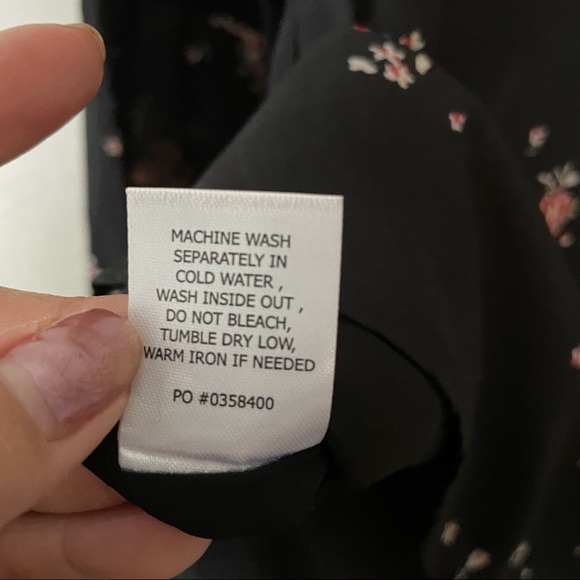 MACHINE WASH
SEPARATELY IN
COLD WATER ,
WASH INSIDE OUT ,
DO NOT BLEACH,
TUMBLE DRY LOW,
WARM IRON IF NEEDED
PO #0358400